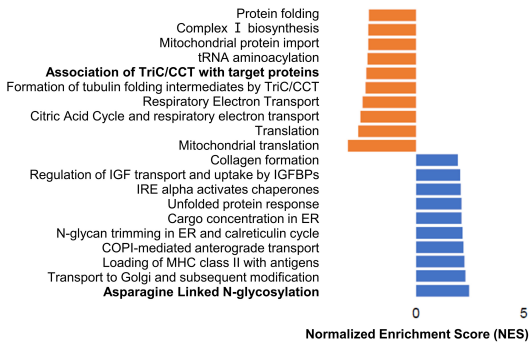 Protein folding
Complex I biosynthesis
Mitochondrial protein import
tRNA aminoacylation
Association of TriC/CCT with target proteins
Formation of tubulin folding intermediates by TriC/CCT
Respiratory Electron Transport
Citric Acid Cycle and respiratory electron transport
Translation
Mitochondrial translation
Collagen formation
Regulation of IGF transport and uptake by IGFBPs
IRE alpha activates chaperones
Unfolded protein response
Cargo concentration in ER
N-glycan trimming in ER and calreticulin cycle
COPI-mediated anterograde transport
Loading of MHC class II with antigens
Transport to Golgi and subsequent modification
Asparagine Linked N-glycosylation
0 5
Normalized Enrichment Score (NES)